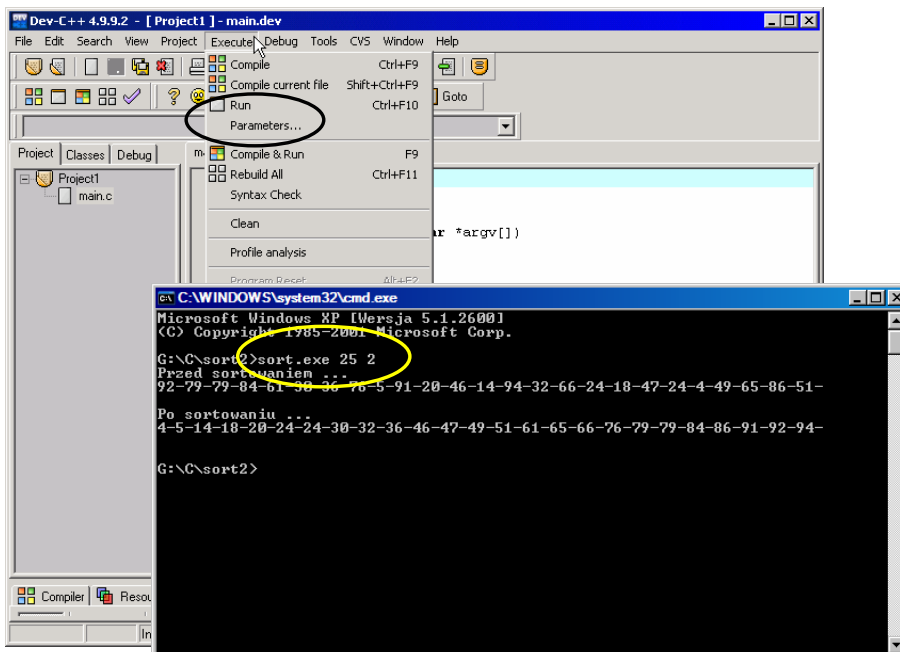 Dev-C++ 4.9.9.2 - [ Project1 ] - main.dev
File Edit Search View Project Execute Debug Tools CVS Window Help
Compile Ctrl+F9
Compile current file Shift+Ctrl+F9
Run Ctrl+F10
Goto
Parameters...
Project Classes Debug
Compile & Run F9
Rebuild All Ctrl+F11
Syntax Check
Clean
Profile analysis
Program Reset Alt+F2
Project1
main.c
*argv[])
C:\WINDOWS\system32\cmd.exe
Microsoft Windows XP [Wersja 5.1.2600]
(C) Copyright 1985-2001 Microsoft Corp.
G:\C\sort2>sort.exe 25 2
Przed sortowaniem ...
92-79-79-84-61-30-36-76-5-91-20-46-14-94-32-66-24-18-47-24-4-49-65-86-51-
Po sortowaniu ...
4-5-14-18-20-24-24-30-32-36-46-47-49-51-61-65-66-76-79-79-84-86-91-92-94-
G:\C\sort2>
Compiler